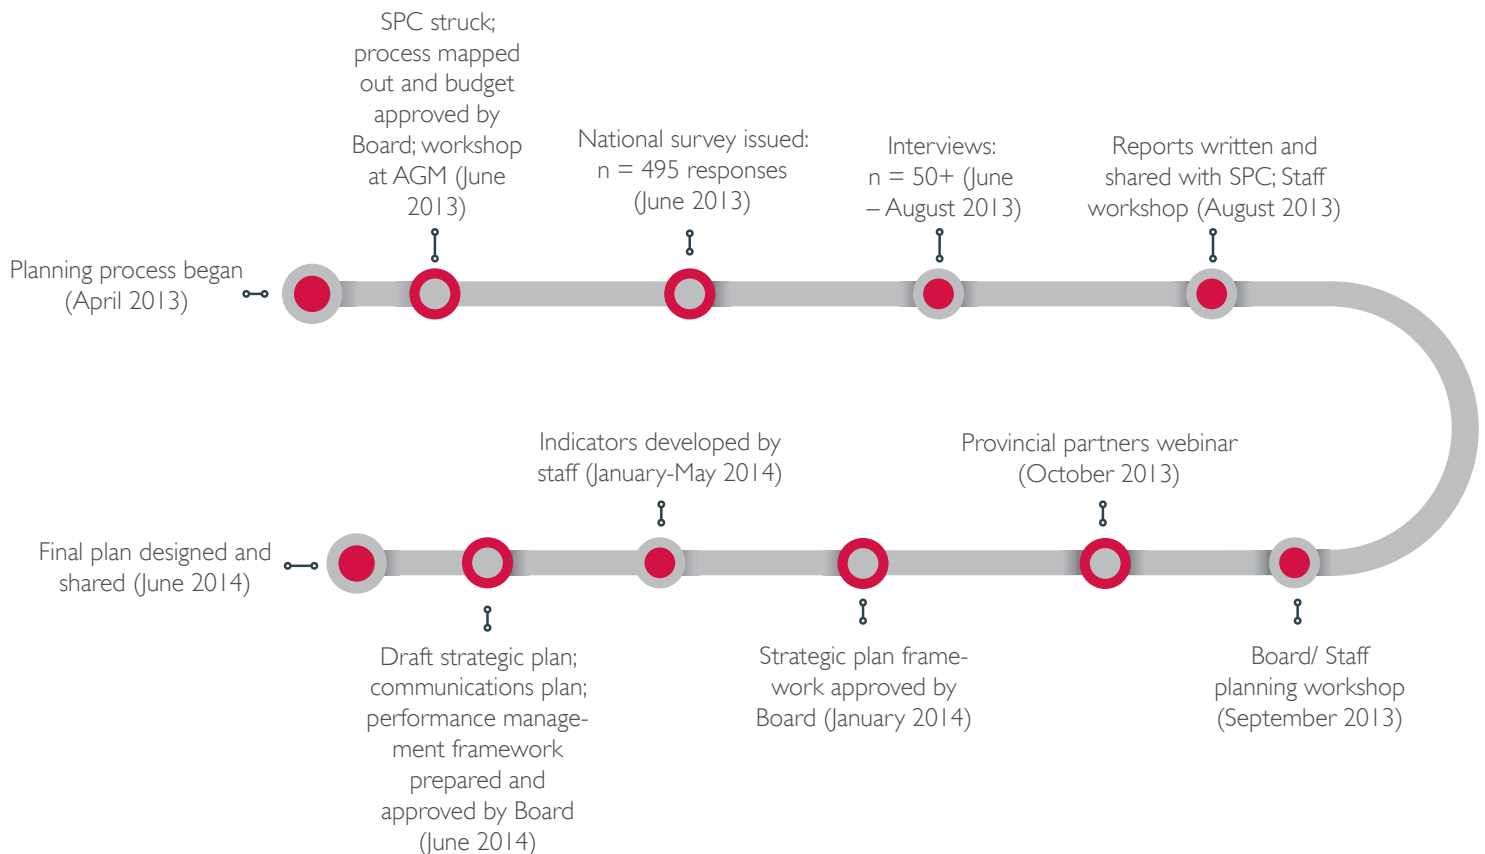 Planning process began
(April 2013)
SPC struck;
process mapped
out and budget
approved by
Board; workshop
at AGM (June
2013)
National survey issued:
n = 495 responses
(June 2013)
Interviews:
n = 50+ (June
– August 2013)
Reports written and
shared with SPC; Staff
workshop (August 2013)
Board/ Staff
planning workshop
(September 2013)
Provincial partners webinar
(October 2013)
Strategic plan frame-
work approved by
Board (January 2014)
Indicators developed by
staff (January-May 2014)
Draft strategic plan;
communications plan;
performance manage-
ment framework
prepared and
approved by Board
(June 2014)
Final plan designed and
shared (June 2014)